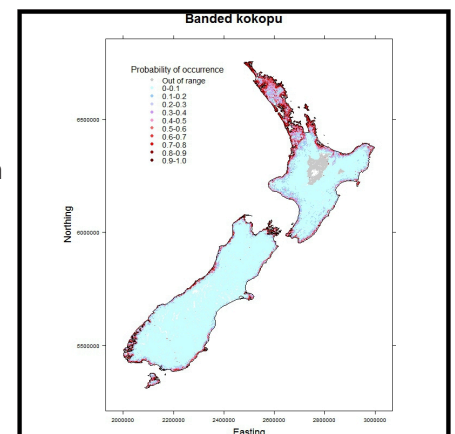 Banded kokopu
Probability of occurrence
Out of range
0-0.1
0.1-0.2
0.2-0.3
0.3-0.4
0.4-0.5
0.5-0.6
0.6-0.7
0.7-0.8
0.8-0.9
0.9-1.0
Northing
6500000
6000000
5500000
2000000 2200000 2400000 2600000 2800000 3000000
Easting